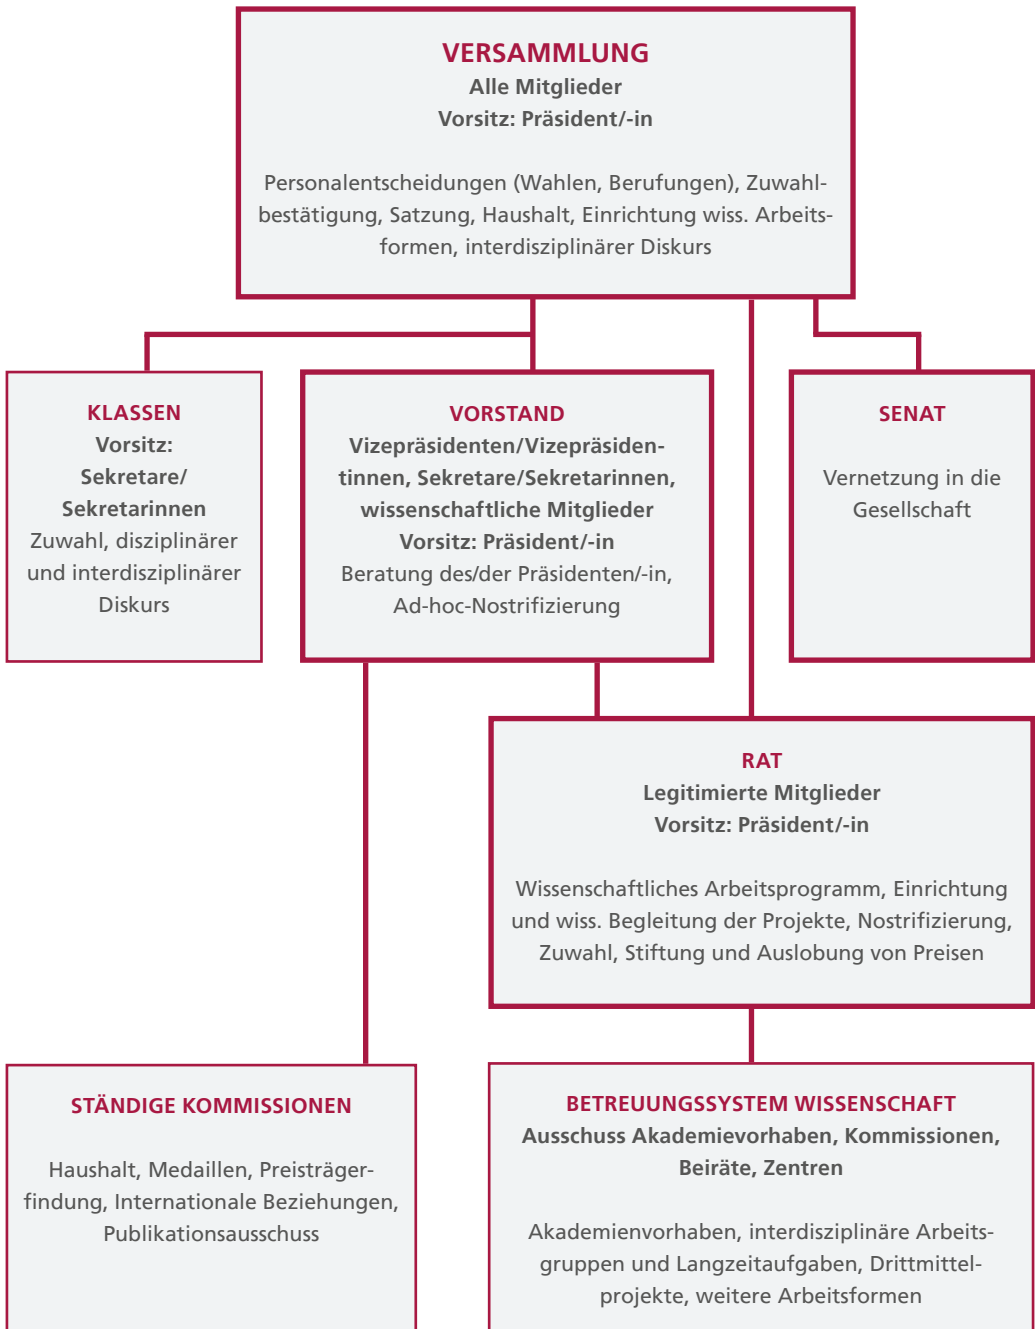 VERSAMMLUNG
Alle Mitglieder
Vorsitz: Präsident/-in
Personalentscheidungen (Wahlen, Berufungen), Zuwahl-
bestätigung, Satzung, Haushalt, Einrichtung wiss. Arbeits-
formen, interdisziplinärer Diskurs
KLASSEN
Vorsitz:
Sekretare/
Sekretarinnen
Zuwahl, disziplinärer
und interdisziplinärer
Diskurs
VORSTAND
Vizepräsidenten/Vizepräsiden-
tinnen, Sekretare/Sekretarinnen,
wissenschaftliche Mitglieder
Vorsitz: Präsident/-in
Beratung des/der Präsidenten/-in,
Ad-hoc-Nostrifizierung
SENAT
Vernetzung in die
Gesellschaft
RAT
Legitimierte Mitglieder
Vorsitz: Präsident/-in
Wissenschaftliches Arbeitsprogramm, Einrichtung
und wiss. Begleitung der Projekte, Nostrifizierung,
Zuwahl, Stiftung und Auslobung von Preisen
STÄNDIGE KOMMISSIONEN
Haushalt, Medaillen, Preisträger-
findung, Internationale Beziehungen,
Publikationsausschuss
BETREUUNGSSYSTEM WISSENSCHAFT
Ausschuss Akademievorhaben, Kommissionen,
Beiräte, Zentren
Akademienvorhaben, interdisziplinäre Arbeits-
gruppen und Langzeitaufgaben, Drittmittel-
projekte, weitere Arbeitsformen